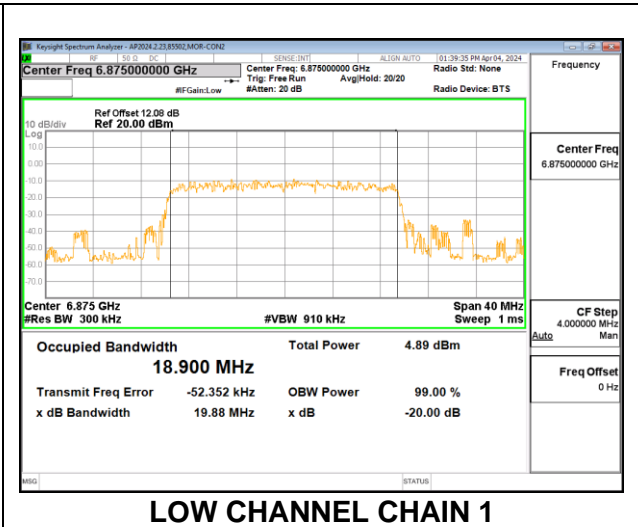 Keysight Spectrum Analyzer - AP2024.2.23,85502,MOR-CON2
RF 50 Ω DC SENSE:INT ALIGN AUTO 01:39:35 PM Apr 04, 2024
Center Freq 6.875000000 GHz
Center Freq: 6.875000000 GHz
Radio Std: None
Trig: Free Run Avg|Hold: 20/20
#IFGain:Low #Atten: 20 dB Radio Device: BTS
Frequency
Ref Offset 12.08 dB
10 dB/div Ref 20.00 dBm
Log
10.0
0.00
-10.0
-20.0
-30.0
-40.0
-50.0
-60.0
-70.0
Center Freq
6.875000000 GHz
Center 6.875 GHz Span 40 MHz
#Res BW 300 kHz #VBW 910 kHz Sweep 1 ms
CF Step
4.000000 MHz
Auto Man
Occupied Bandwidth Total Power 4.89 dBm
18.900 MHz
Freq Offset
0 Hz
Transmit Freq Error -52.352 kHz OBW Power 99.00 %
x dB Bandwidth 19.88 MHz x dB -20.00 dB
MSG STATUS
LOW CHANNEL CHAIN 1